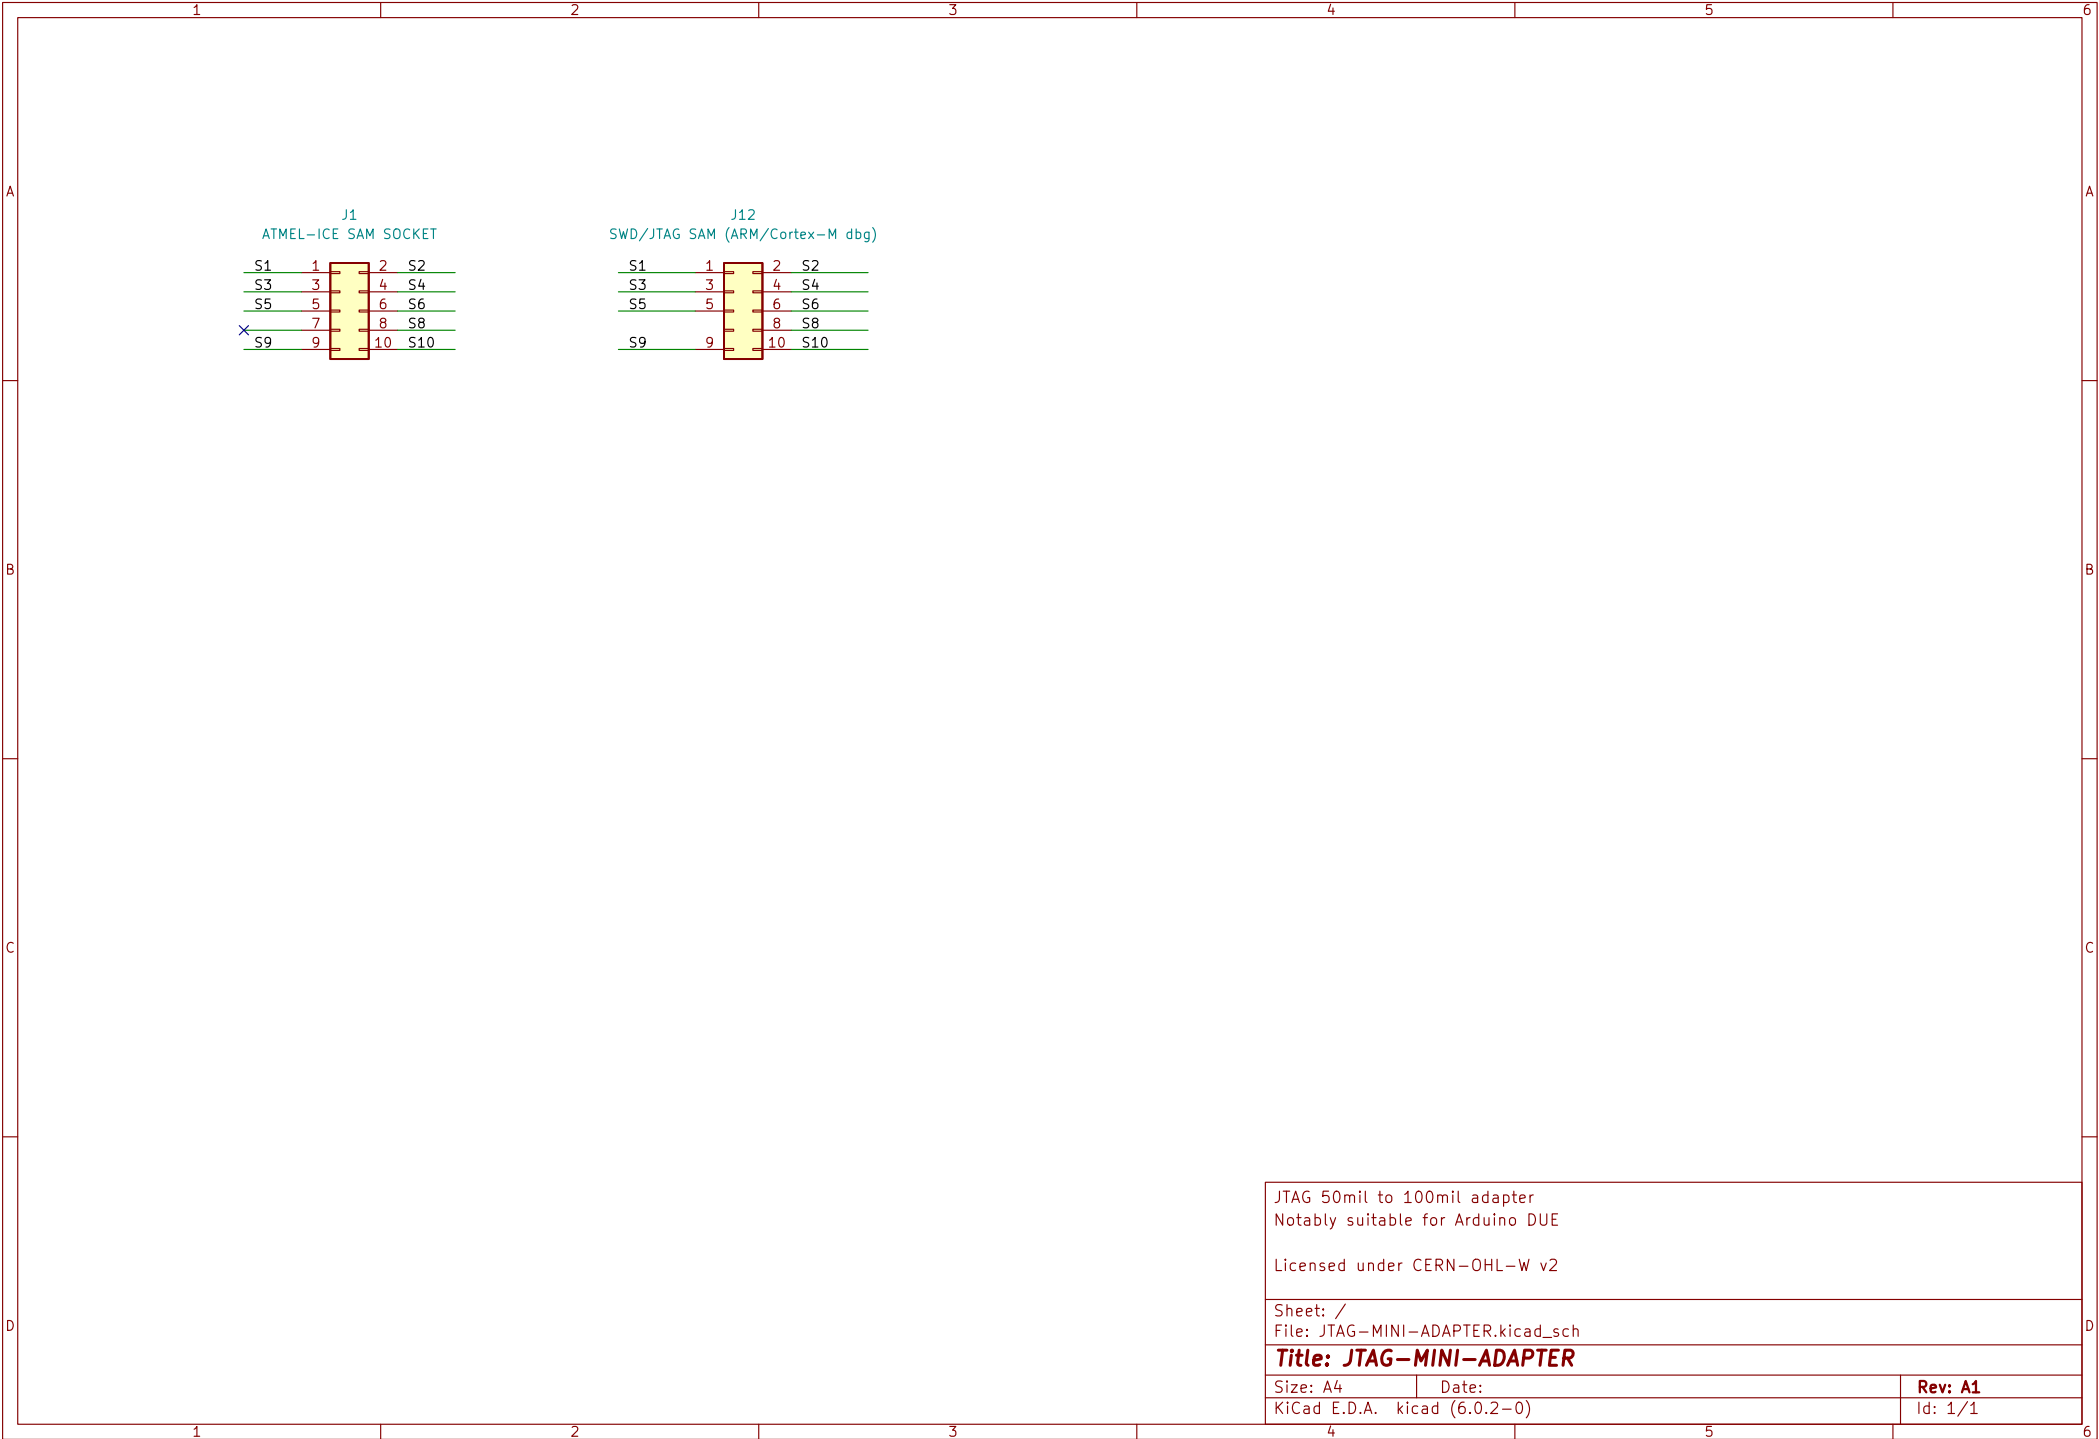 1 2 3 4 5 6
A A
J1 J12
ATMEL-ICE SAM SOCKET SWD/JTAG SAM (ARM/Cortex-M dbg)
S1 1 2 S2 S1 1 2 S2
S3 3 4 S4 S3 3 4 S4
S5 5 6 S6 S5 5 6 S6
7 8 S8 8 S8
S9 9 10 S10 S9 9 10 S10
B B
C C
JTAG 50mil to 100mil adapter
Notably suitable for Arduino DUE
Licensed under CERN-OHL-W v2
Sheet: /
D D
File: JTAG-MINI-ADAPTER.kicad_sch
Title: JTAG-MINI-ADAPTER
Size: A4 Date: Rev: A1
KiCad E.D.A. kicad (6.0.2-0) Id: 1/1
1 2 3 4 5 6